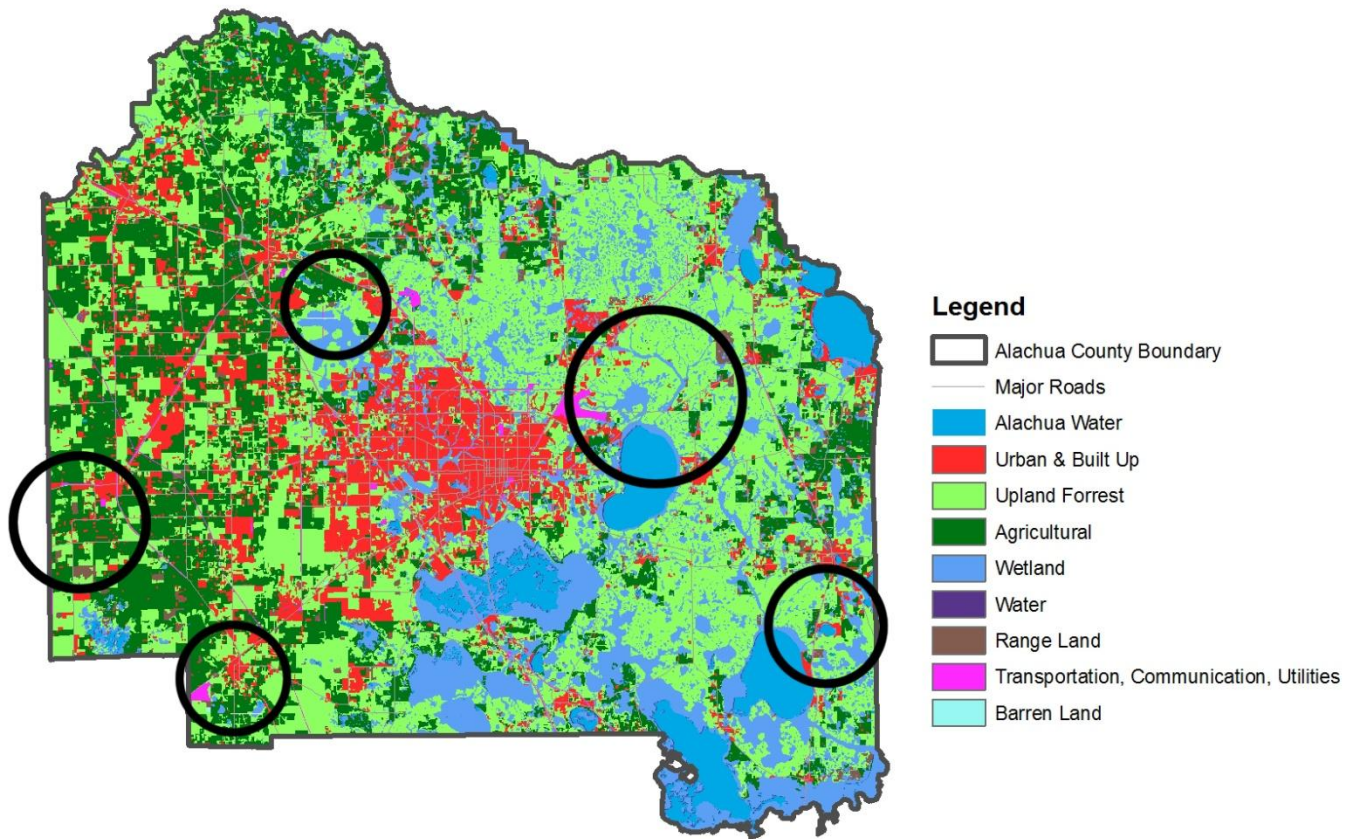 Legend
Alachua County Boundary
Major Roads
Alachua Water
Urban & Built Up
Upland Forrest
Agricultural
Wetland
Water
Range Land
Transportation, Communication, Utilities
Barren Land